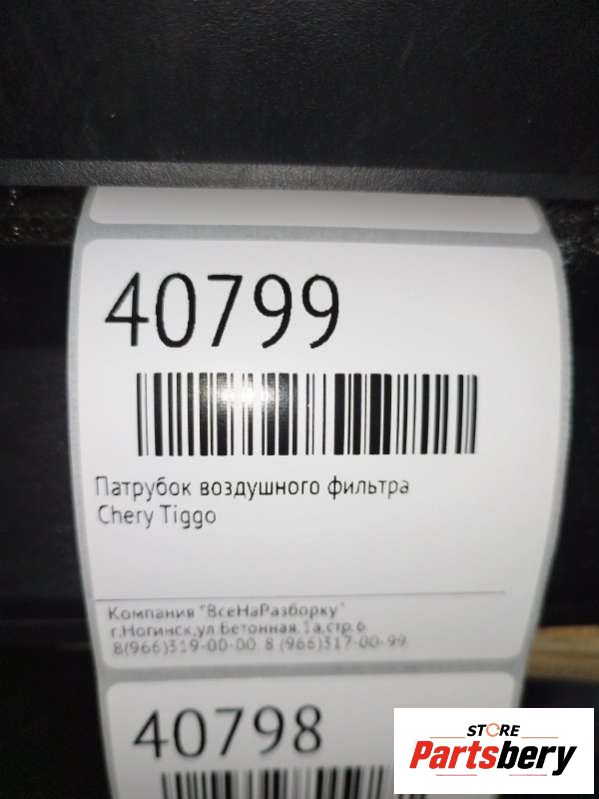 40799
Патрубок воздушного фильтра
Chery Tiggo
Компания "ВсеНаРазборку"
г.Ногинск,ул.Бетонная,1а,стр.6
8(966)319-00-00, 8 (966)317-00-99
40798
STORE
Partsbery